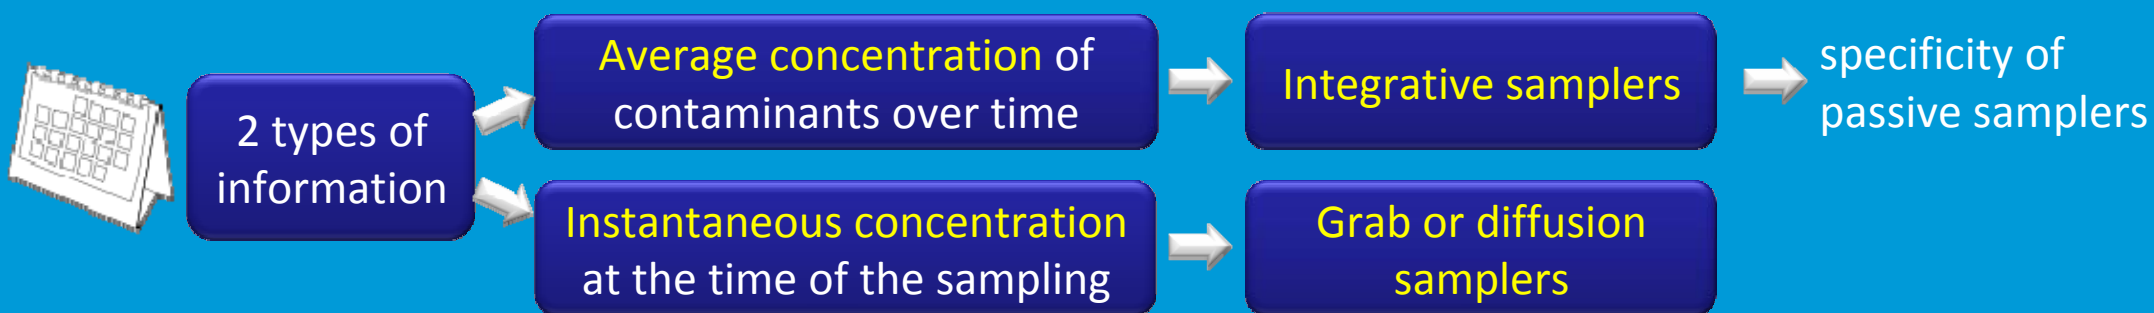 2 types of
information
Average concentration of
contaminants over time
Integrative samplers
specificity of
passive samplers
Instantaneous concentration
at the time of the sampling
Grab or diffusion
samplers